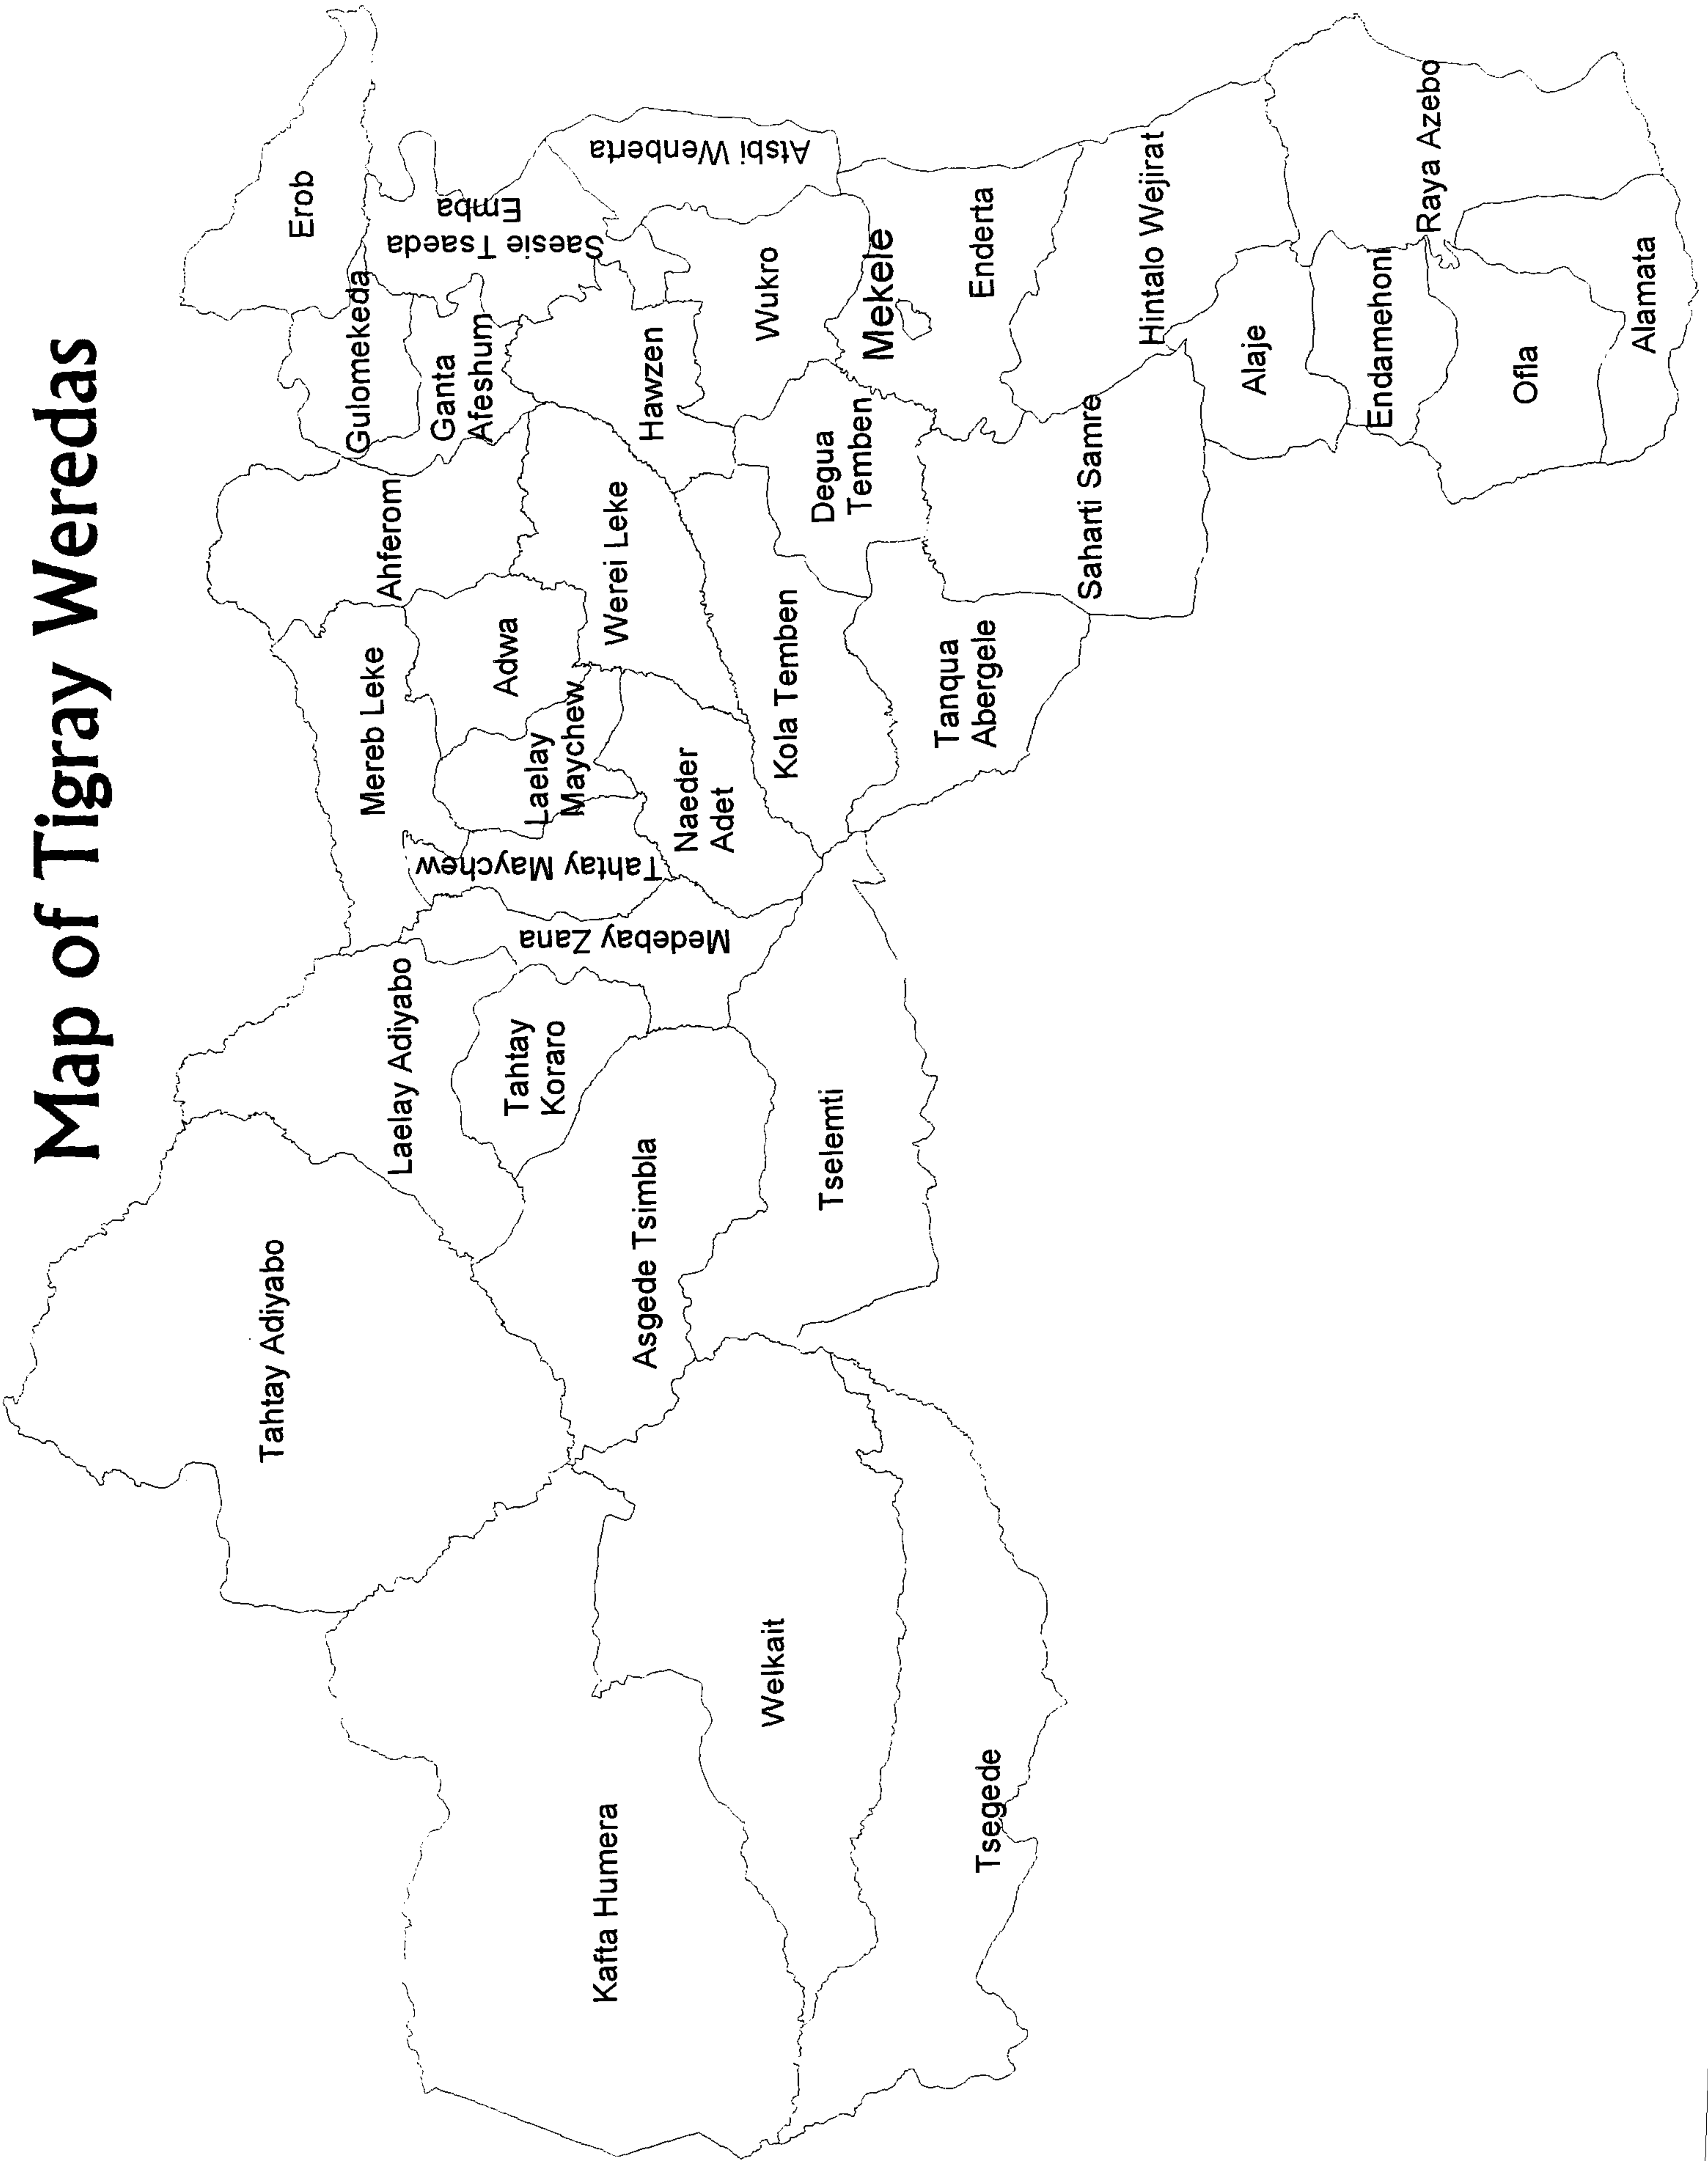 Map of Tigray Weredas
Tahtay Adiyabo
Laelay Adiyabo
Mereb Leke
Ahferom
Gulomekeda
Erob
Kafta Humera
Asgede Tsimbla
Tahtay
Koraro
Medebay Zana
Tahtay Maychew
Laelay
Maychew
Adwa
Werei Leke
Ganta
Afeshum
Saesie Tsaeda
Emba
Hawzen
Atsbi Wenberta
Wukro
Welkait
Tselemti
Naeder
Adet
Kola Temben
Degua
Temben
Mekele
Enderta
Tsegede
Tanqua
Abergele
Saharti Samre
Hintalo Wejirat
Alaje
Endamehoni
Raya Azebo
Ofla
Alamata